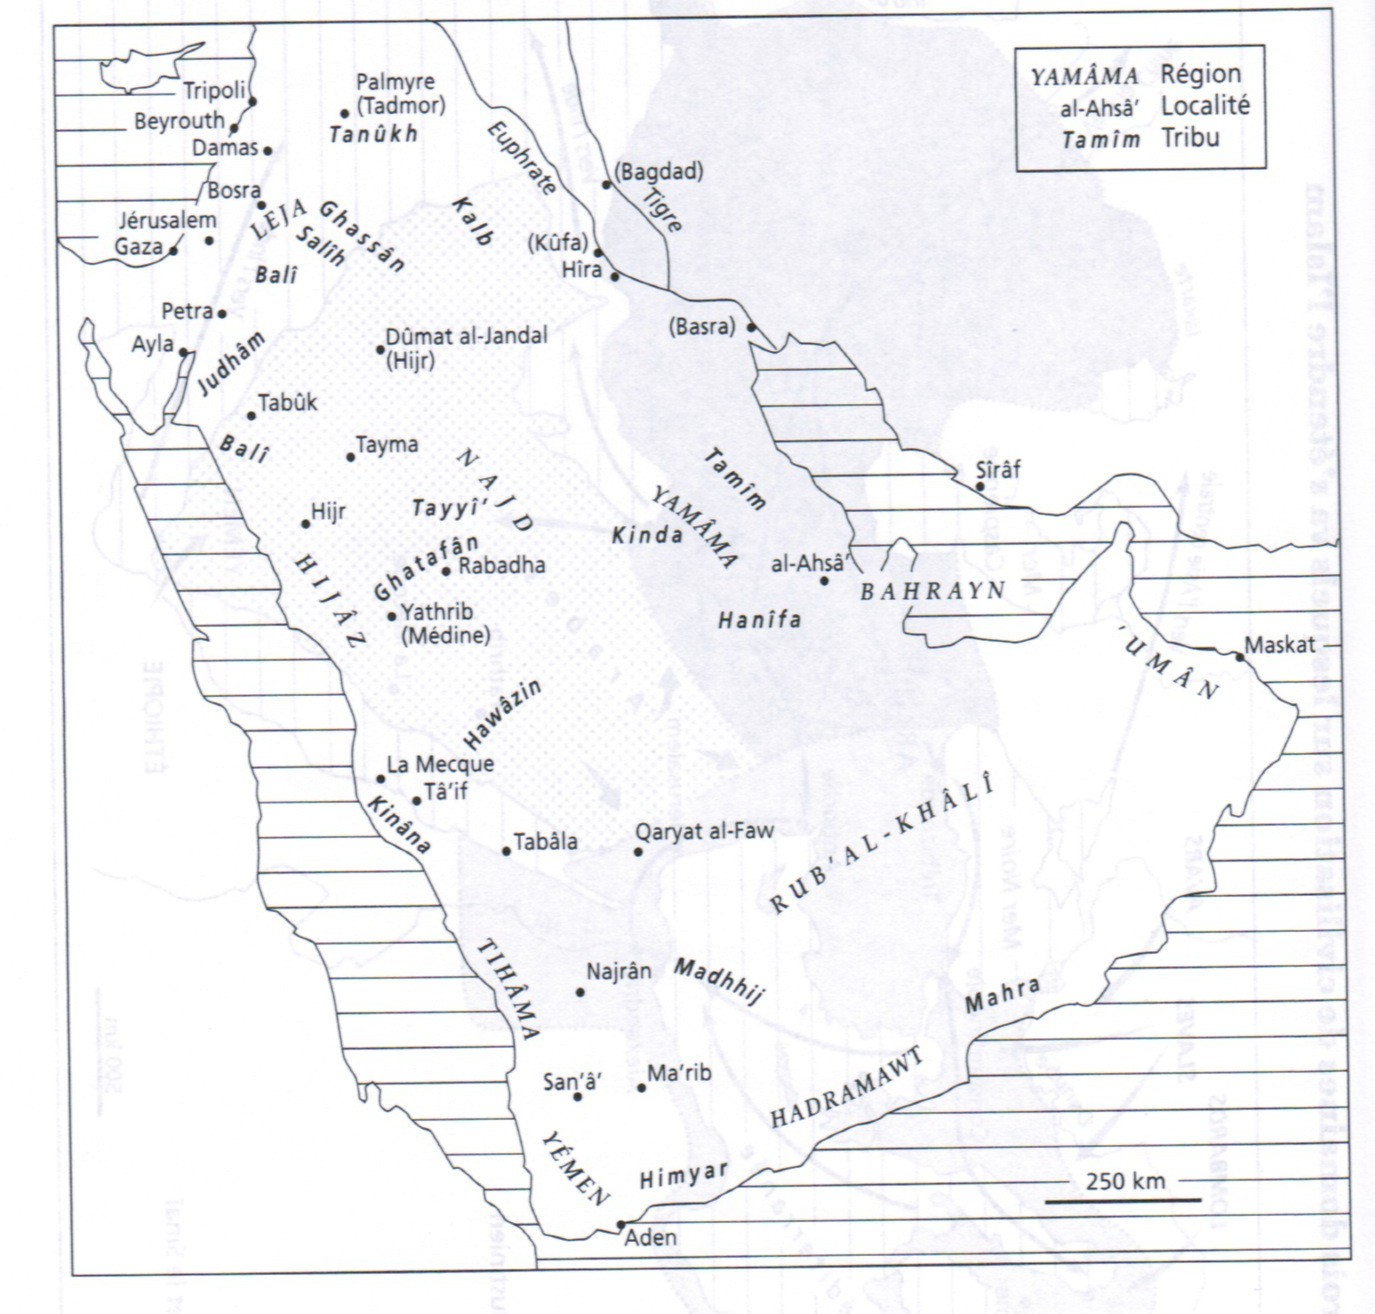 YAMÂMA Région
al-Ahsâ' Localité
Tamîm Tribu
Tripoli
Beyrouth
Damas
Palmyre
(Tadmor)
Tanûkh
Euphrate
(Bagdad)
Tigre
Bosra
LEJA
Ghassân
Salîh
Kalb
Jérusalem
Gaza
Balî
(Kûfa)
Hîra
Petra
Ayla
Judhâm
Dûmat al-Jandal
(Hijr)
(Basra)
Tabûk
Balî
Tayma
NAJD
Tamîm
Sîrâf
Hijr
Tayyi'
YAMÂMA
Kinda
Ghatafân
Rabadha
al-Ahsâ'
BAHRAYN
HIJÂZ
Yathrib
(Médine)
Hanîfa
'UMÂN
Maskat
Hawâzin
La Mecque
Tâ'if
Kinâna
Tabâla
Qaryat al-Faw
RUB'AL-KHÂLÎ
TIHÂMA
Najrân
Madhhij
Mahra
San'â'
Ma'rib
HADRAMAWT
YÉMEN
Himyar
250 km
Aden